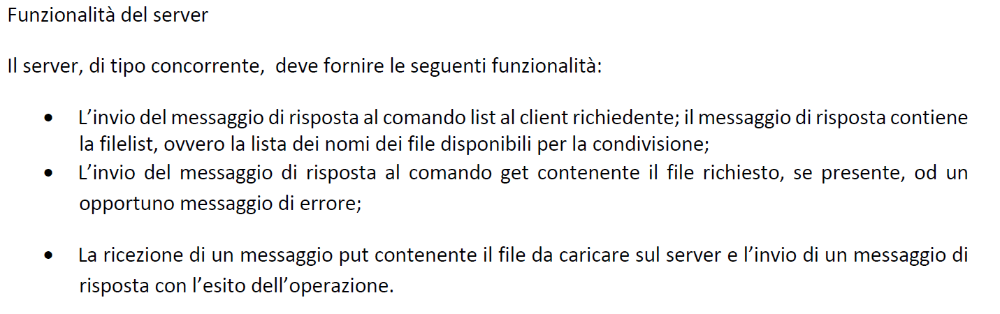 Funzionalità del server
Il server, di tipo concorrente,  deve fornire le seguenti funzionalità:
• L’invio del messaggio di risposta al comando list al client richiedente; il messaggio di risposta contiene
la filelist, ovvero la lista dei nomi dei file disponibili per la condivisione;
• L’invio del messaggio di risposta al comando get contenente il file richiesto, se presente, od un
opportuno messaggio di errore;
• La ricezione di un messaggio put contenente il file da caricare sul server e l’invio di un messaggio di
risposta con l’esito dell’operazione.